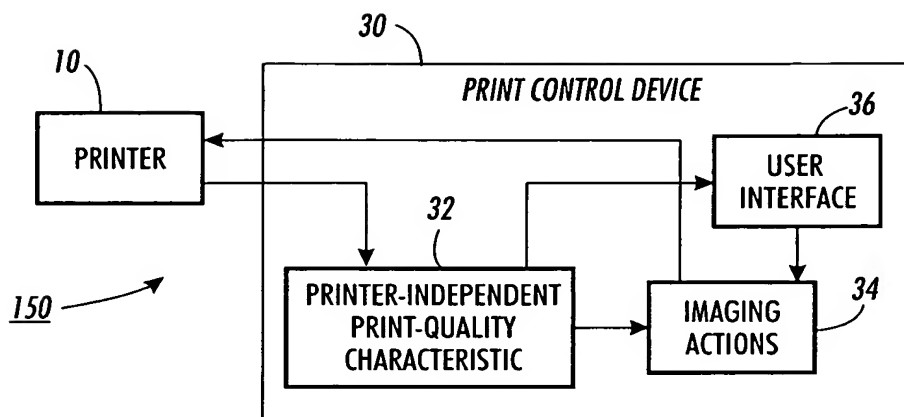 30
10
PRINT CONTROL DEVICE
36
PRINTER
USER
INTERFACE
32
150
PRINTER-INDEPENDENT
PRINT-QUALITY
CHARACTERISTIC
IMAGING
ACTIONS
34